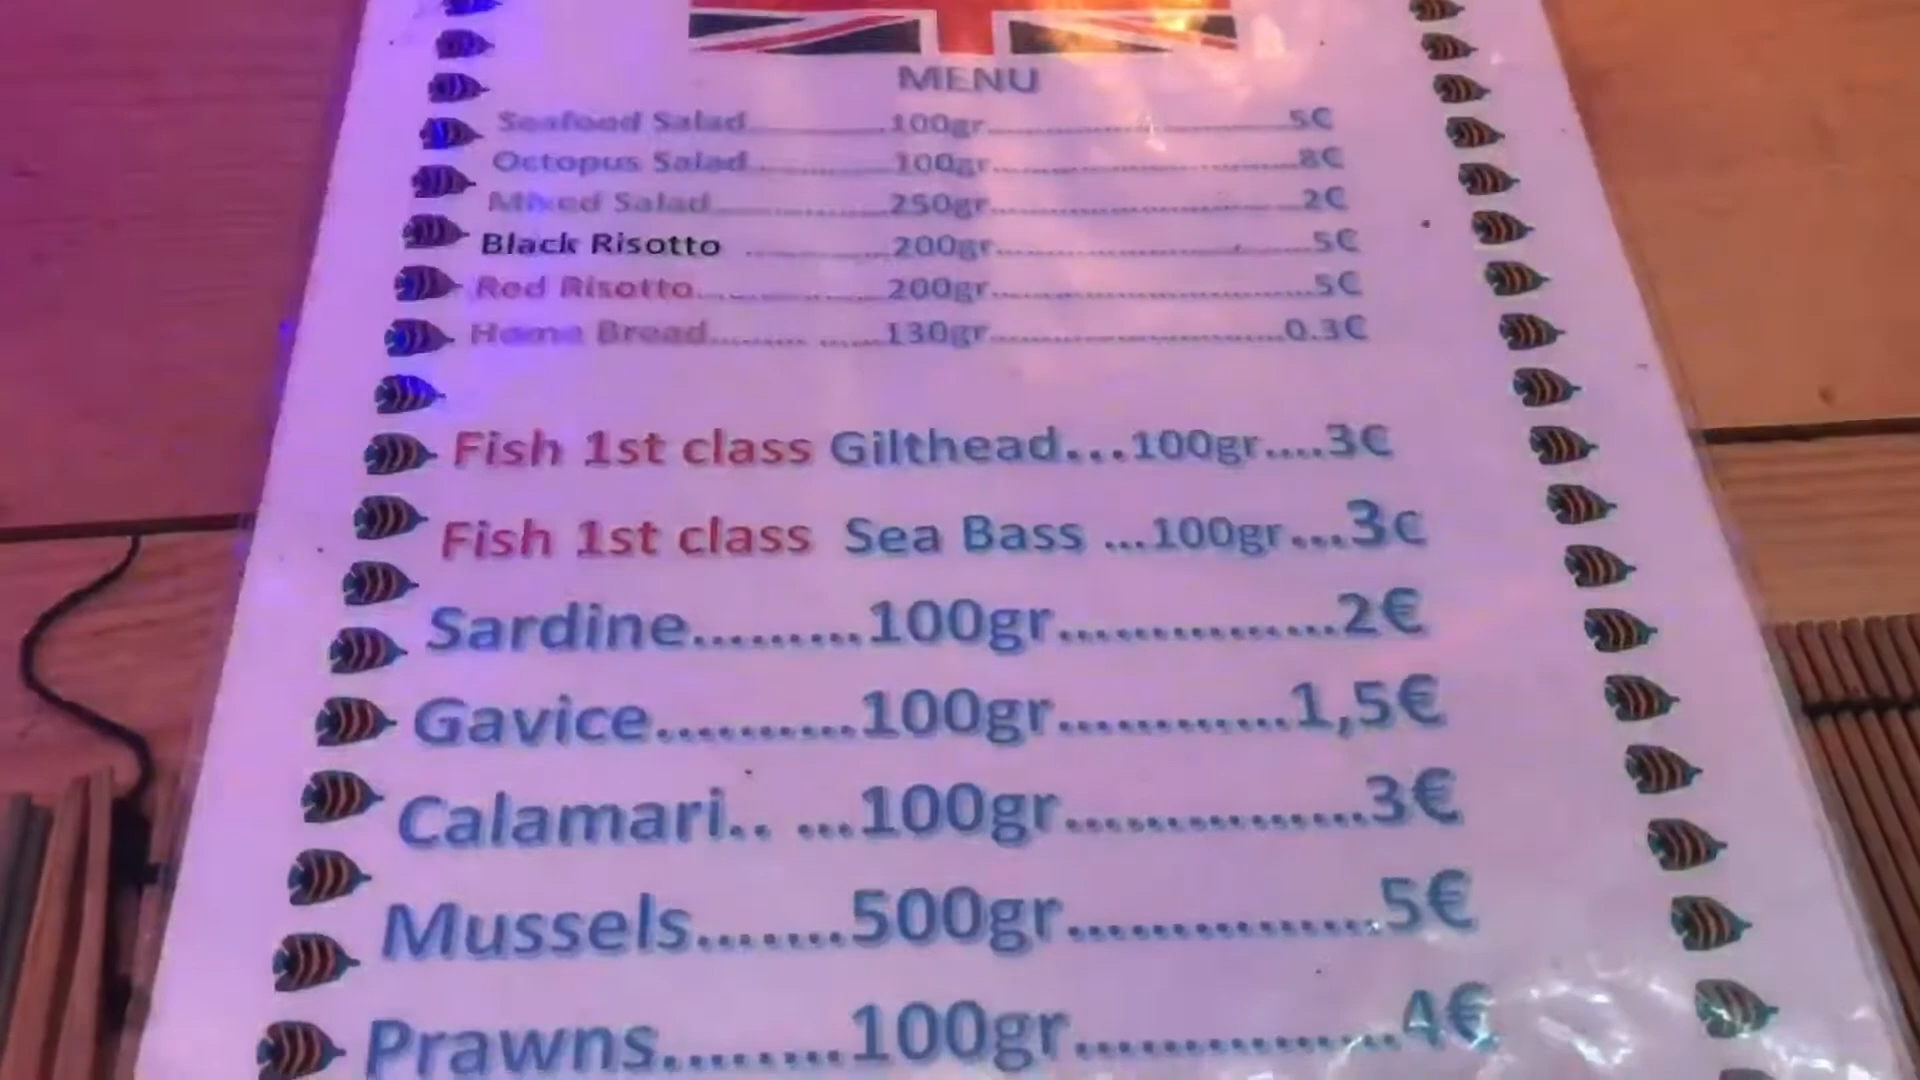 MENU
Seafood Salad....................100gr....................................5€
Octopus Salad....................100gr....................................8€
Mixed Salad.......................250gr....................................2€
Black Risotto ....................200gr....................................5€
Red Risotto.......................200gr....................................5€
Home Bread......... ......130gr....................................0.3€
Fish 1st class Gilthead...100gr....3€
Fish 1st class Sea Bass ...100gr....3€
Sardine.........100gr...............2€
Gavice..........100gr............1,5€
Calamari.. ...100gr...............3€
Mussels.......500gr...............5€
Prawns........100gr...............4€